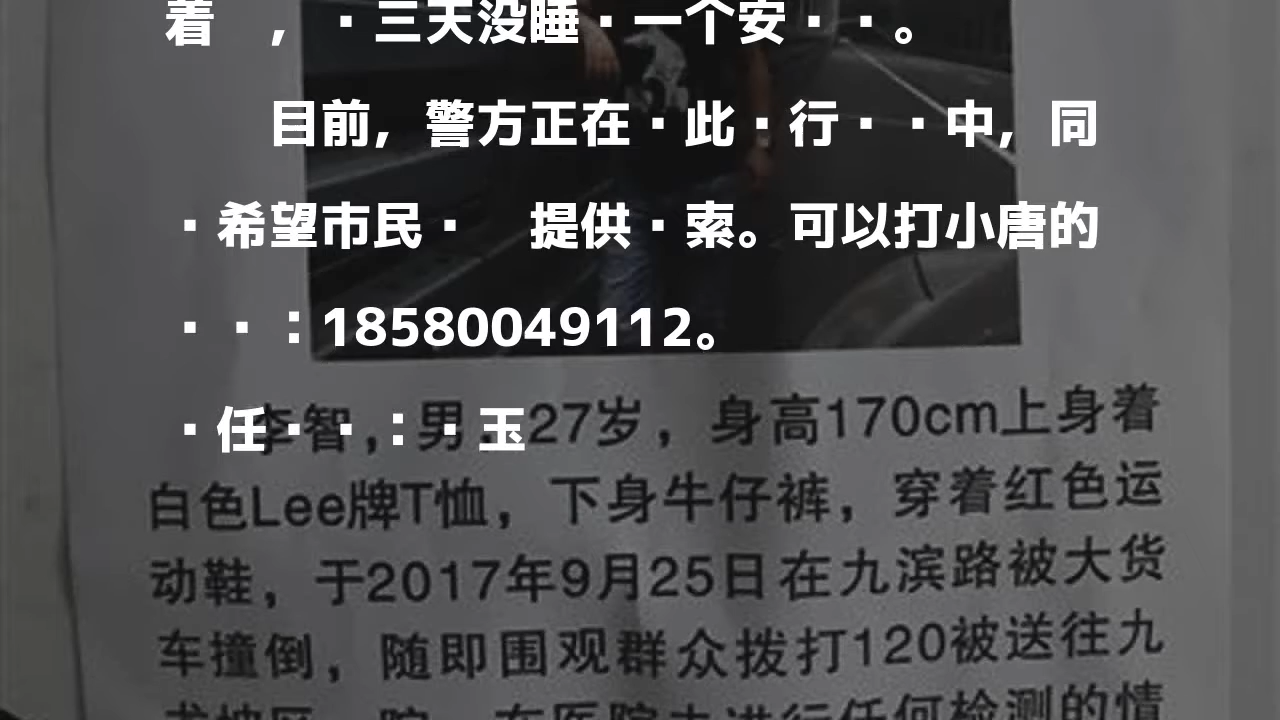 着 , ·三天没睡·一个安··。
目前,警方正在·此·行··中,同
·希望市民· 提供·索。可以打小唐的
··:18580049112。
·任··:·玉
李智,男,27岁,身高170cm上身着
白色Lee牌T恤,下身牛仔裤,穿着红色运
动鞋,于2017年9月25日在九滨路被大货
车撞倒,随即围观群众拨打120被送往九